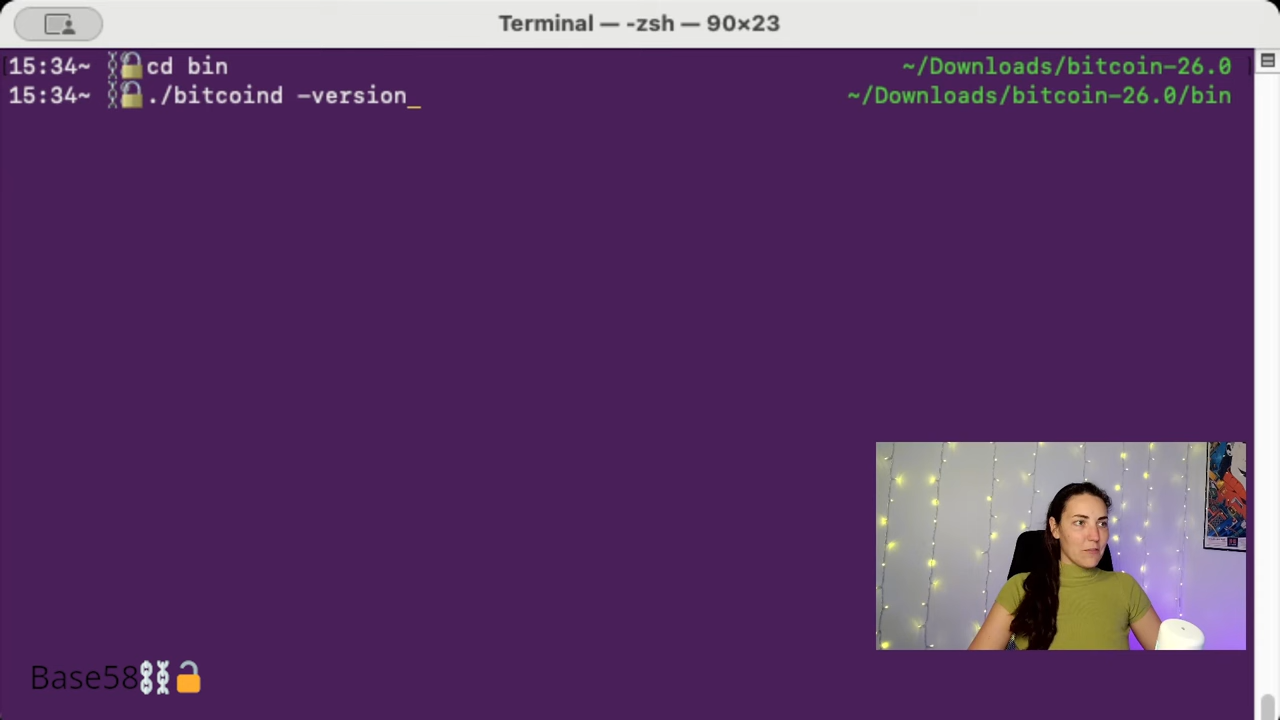 Terminal — -zsh — 90×23
15:34~ ⛓🔓cd bin ~/Downloads/bitcoin-26.0
15:34~ ⛓🔓./bitcoind -version_ ~/Downloads/bitcoin-26.0/bin
Base58⛓🔓